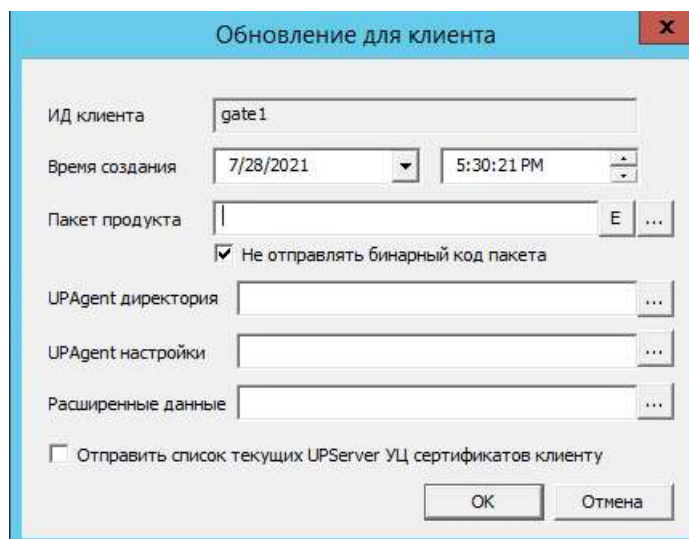 Обновление для клиента
x
ИД клиента gate1
Время создания 7/28/2021 5:30:21 PM
Пакет продукта E ...
Не отправлять бинарный код пакета
UPAgent директория ...
UPAgent настройки ...
Расширенные данные ...
Отправить список текущих UPServer УЦ сертификатов клиенту
OK Отмена